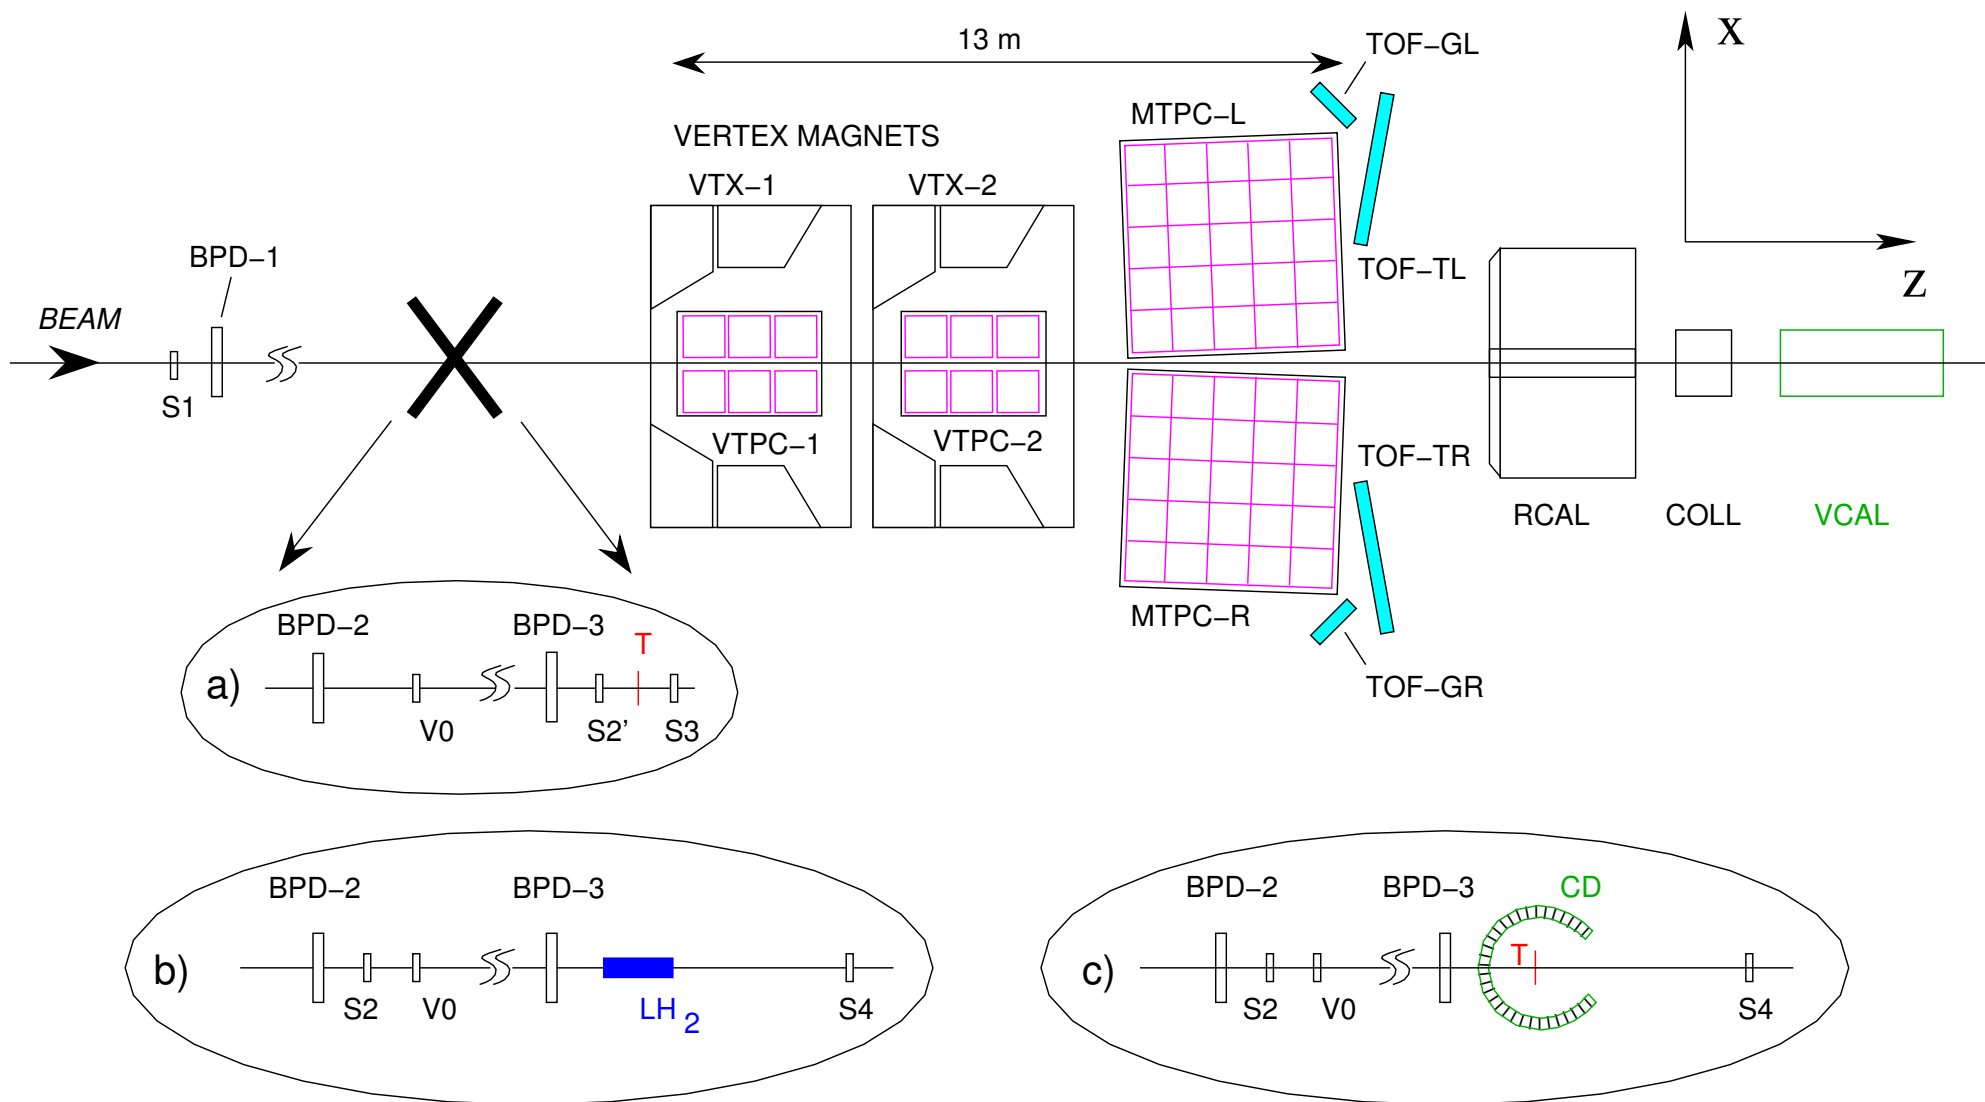 13 m
TOF−GL
X
MTPC−L
VERTEX MAGNETS
VTX−1
VTX−2
BPD−1
TOF−TL
Z
BEAM
S1
VTPC−1
VTPC−2
TOF−TR
RCAL
COLL
VCAL
MTPC−R
TOF−GR
a)
BPD−2
BPD−3
T
V0
S2'
S3
b)
BPD−2
BPD−3
S2
V0
LH 2
S4
c)
BPD−2
BPD−3
CD
T
S2
V0
S4